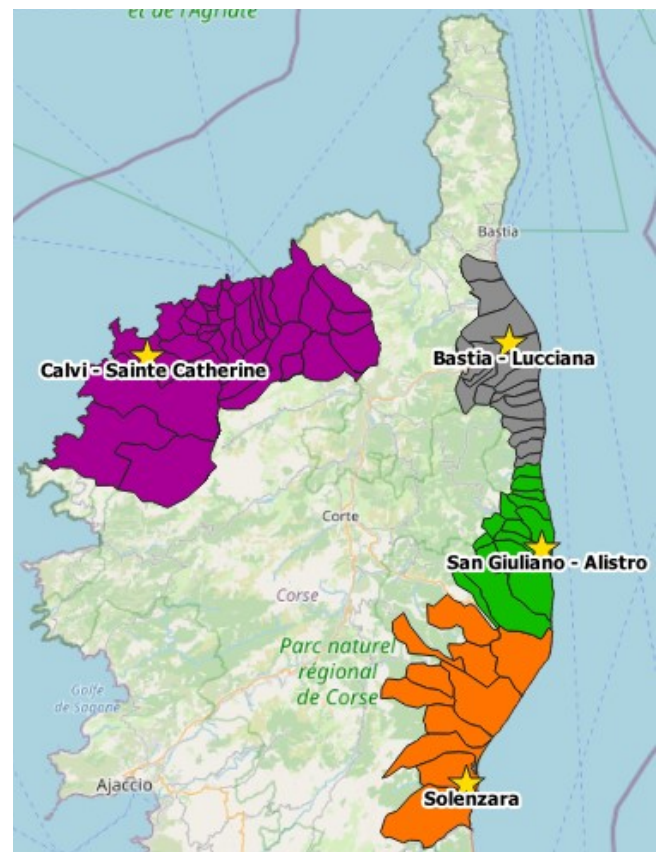 et de l'Agriate
Bastia
Bastia - Lucciana
Calvi - Sainte Catherine
Corte
San Giuliano - Alistro
Corse
Parc naturel
régional
de Corse
Golfe
de Sagone
Ajaccio
Solenzara